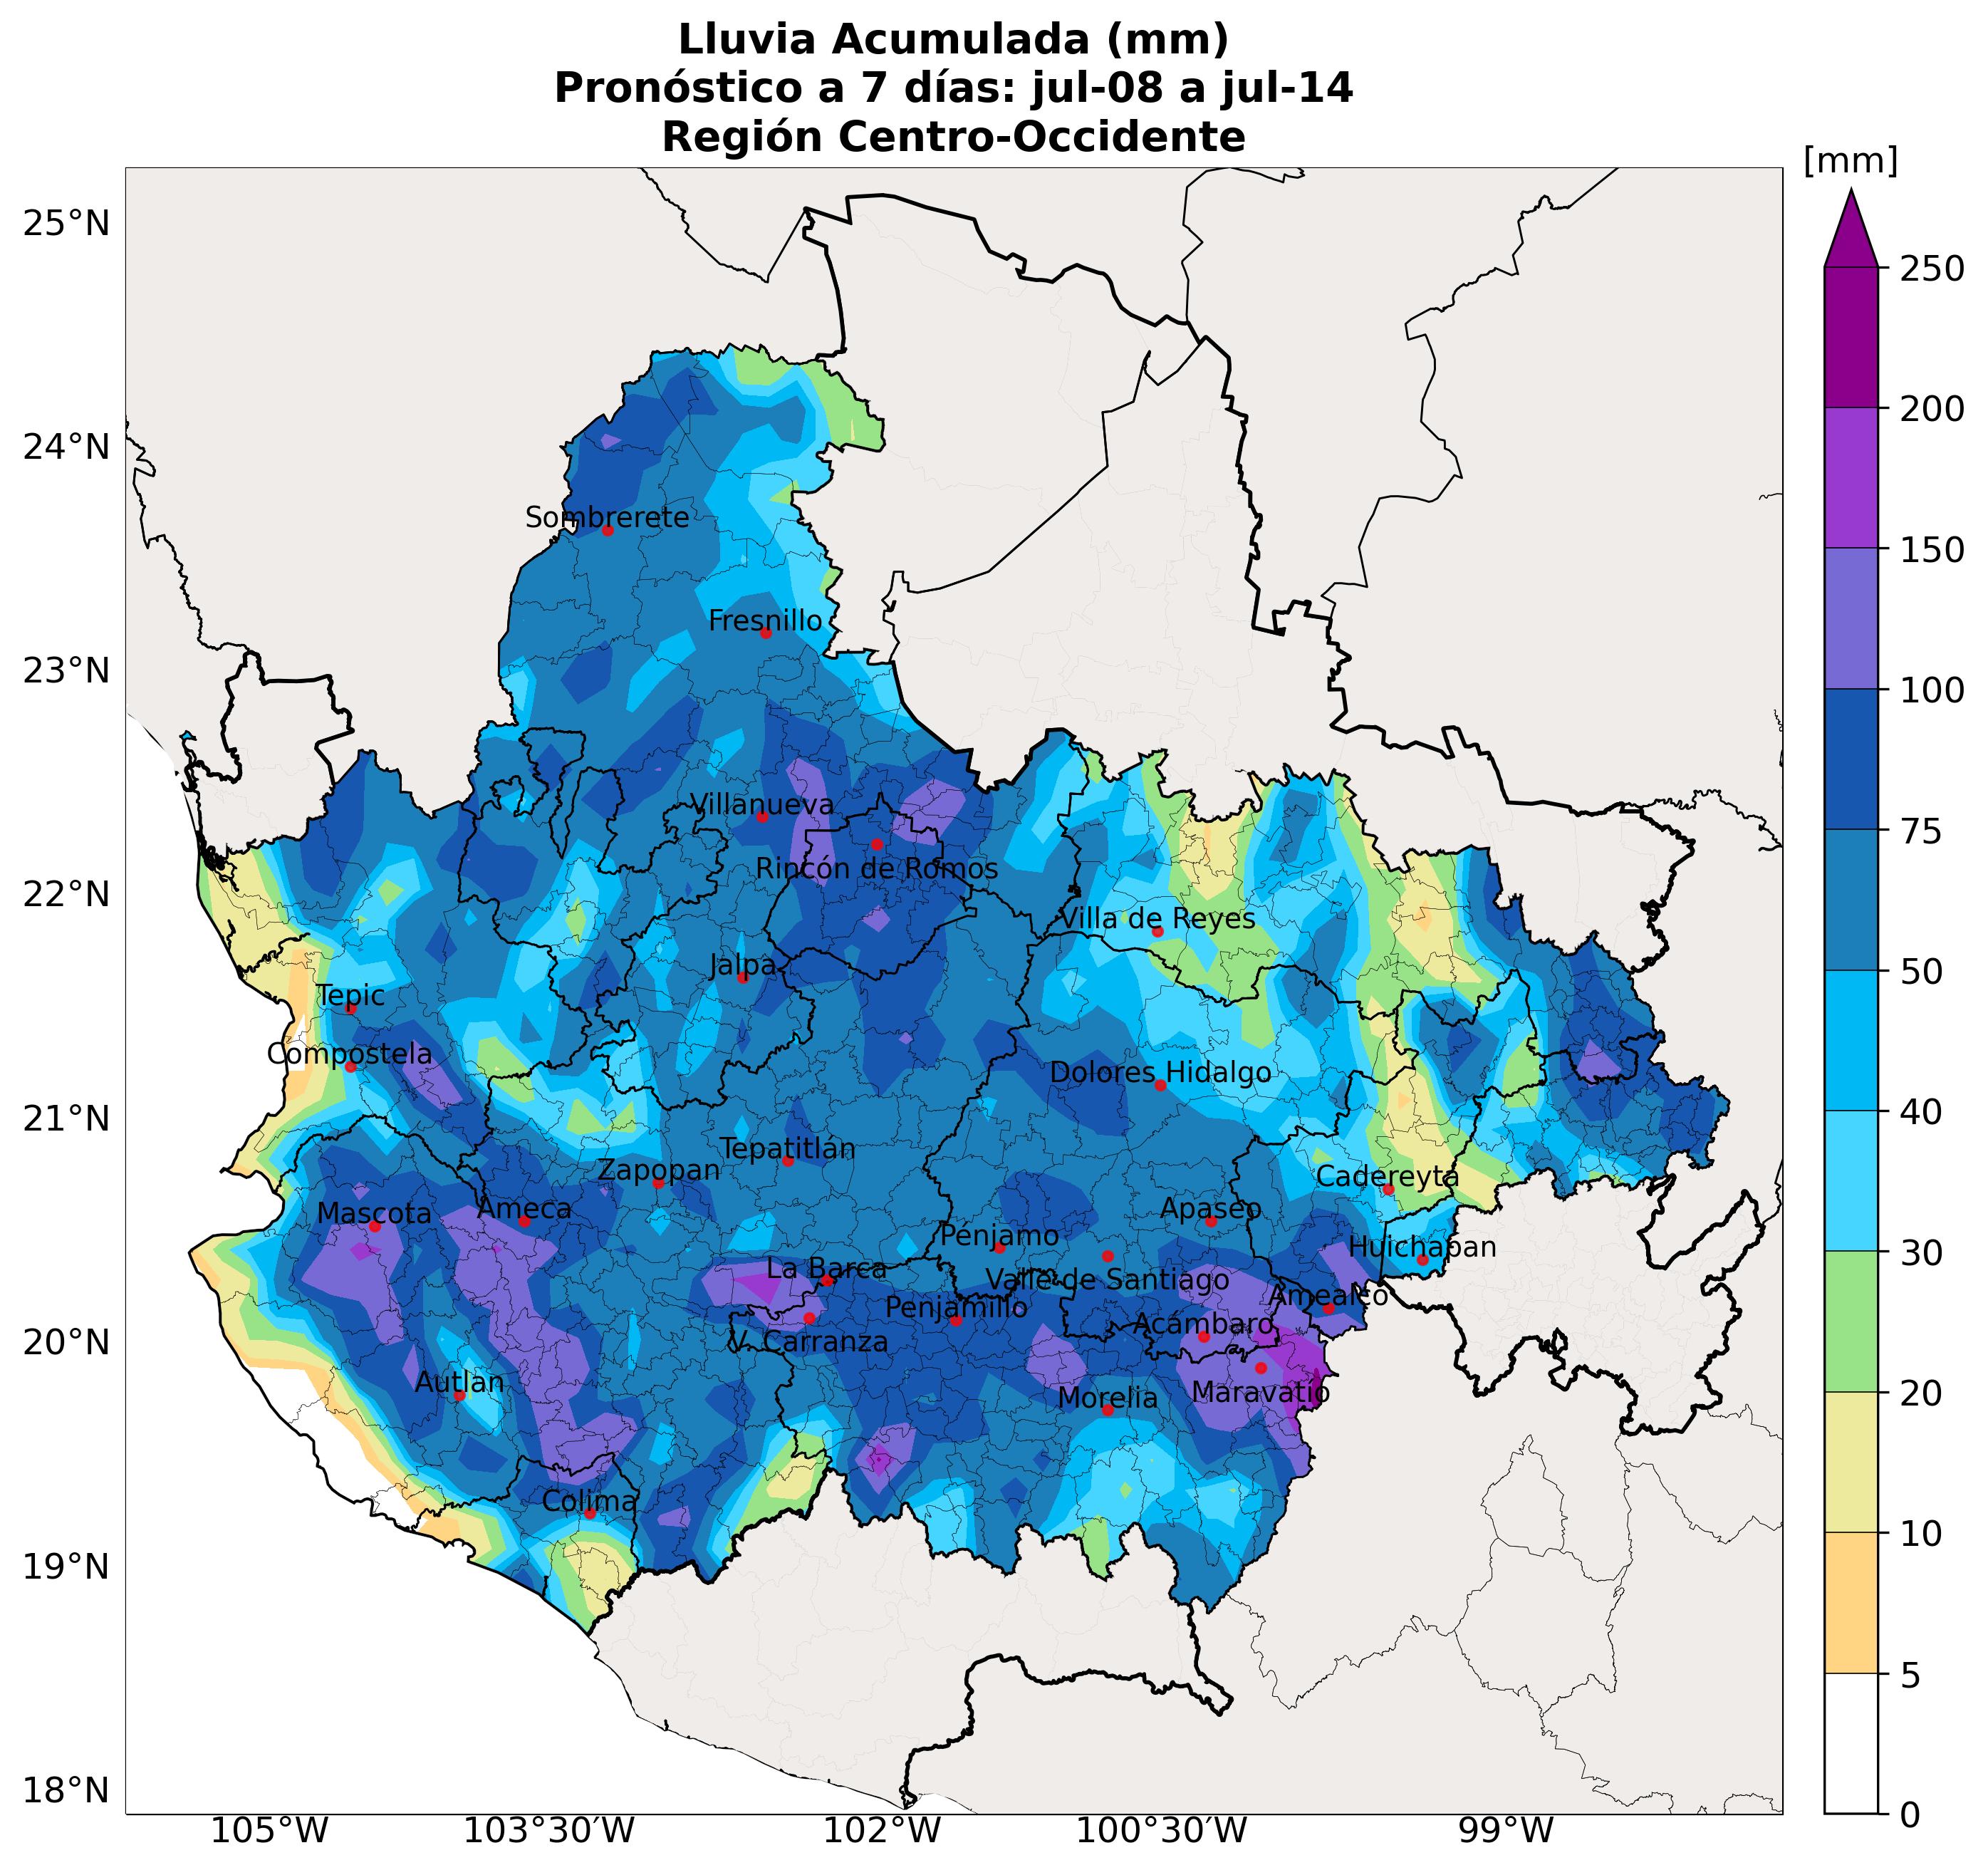 Lluvia Acumulada (mm)
Pronóstico a 7 días: jul-08 a jul-14
Región Centro-Occidente
[mm]
25°N
24°N
23°N
22°N
21°N
20°N
19°N
18°N
Sombrerete
Fresnillo
Villanueva
Rincón de Romos
Villa de Reyes
Jalpa
Tepic
Compostela
Dolores Hidalgo
Tepatitlán
Zapopan
Cadereyta
Mascota
Ameca
Apaseo
Pénjamo
Huichapan
La Barca
Valle de Santiago
Amealco
Penjamillo
Acámbaro
V. Carranza
Autlán
Maravatío
Morelia
Colima
105°W
103°30'W
102°W
100°30'W
99°W
250
200
150
100
75
50
40
30
20
10
5
0